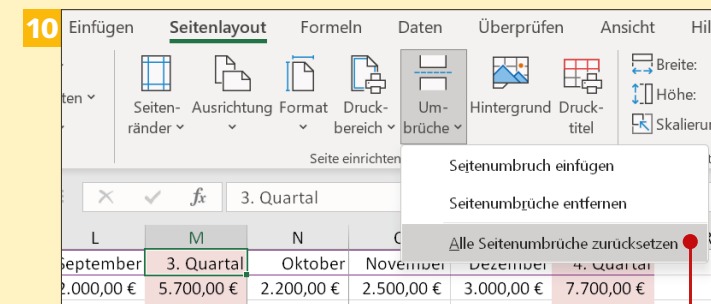 10
Einfügen Seitenlayout Formeln Daten Überprüfen Ansicht
Breite:
Höhe:
Seiten- Ausrichtung Format Druck- Um- Hintergrund Druck-
ränder bereich brüche titel
Seite einrichten
Seitenumbruch einfügen
Seitenumbrüche entfernen
Alle Seitenumbrüche zurücksetzen
fx 3. Quartal
L M N
September 3. Quartal Oktober November Dezember 4. Quartal
2.000,00 € 5.700,00 € 2.200,00 € 2.500,00 € 3.000,00 € 7.700,00 €